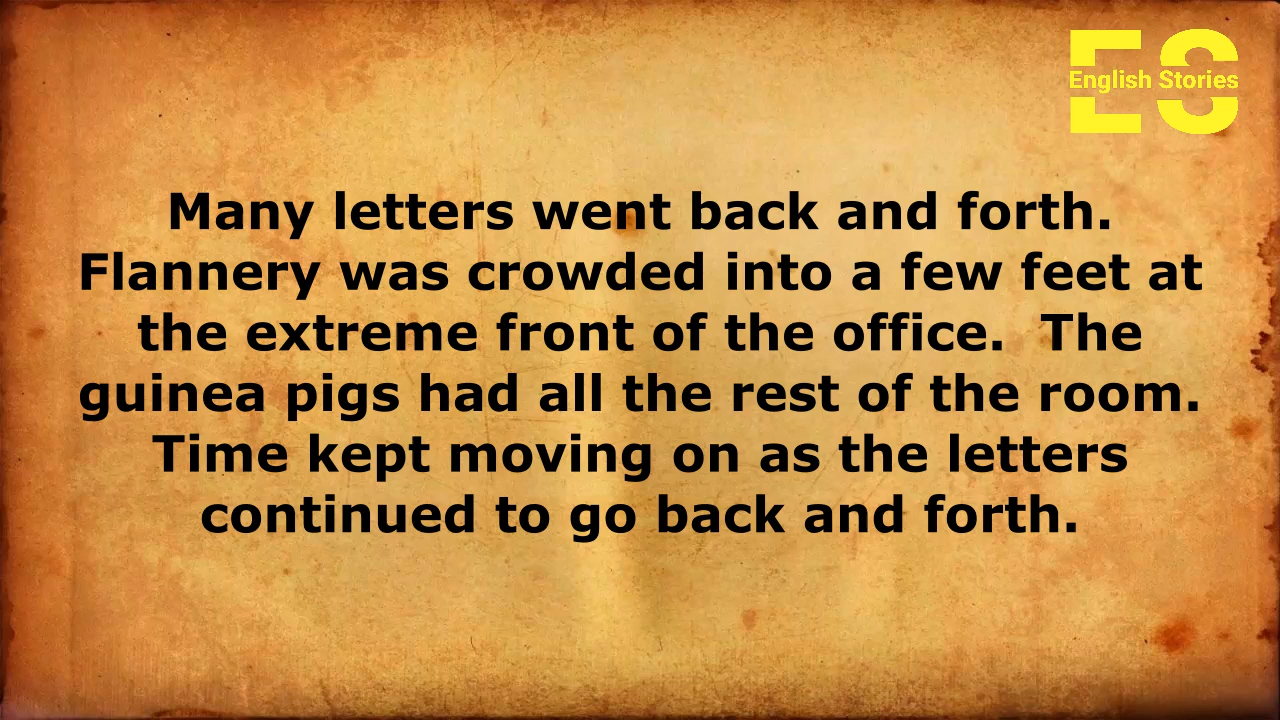 ES
English Stories
Many letters went back and forth.
Flannery was crowded into a few feet at
the extreme front of the office.  The
guinea pigs had all the rest of the room.
Time kept moving on as the letters
continued to go back and forth.